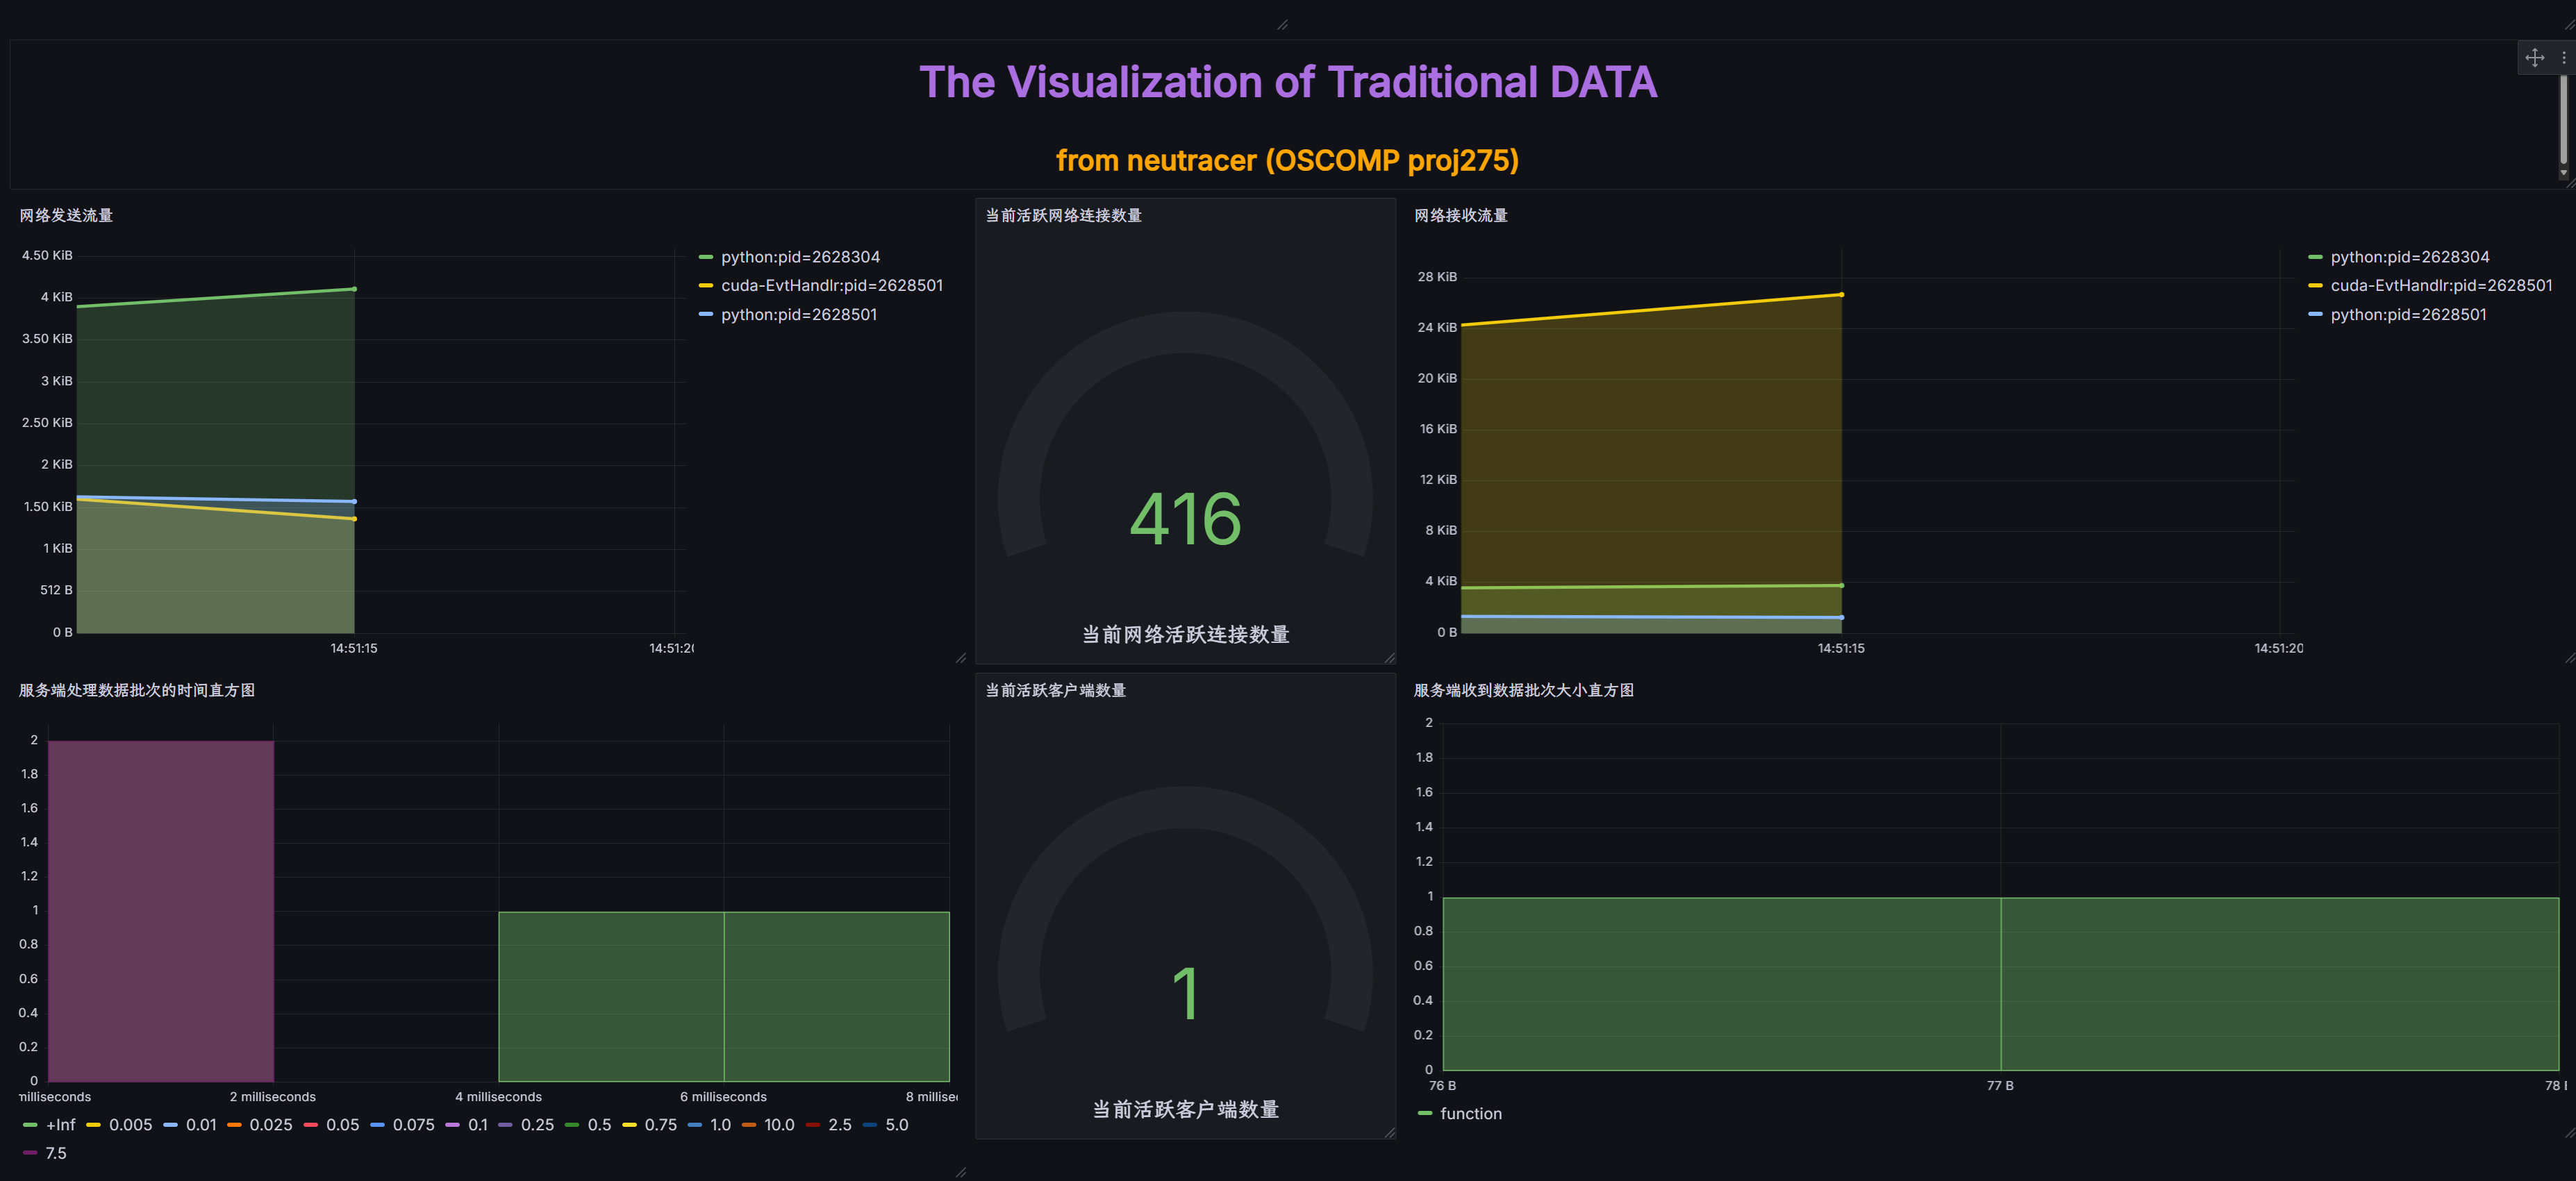 The Visualization of Traditional DATA
from neutracer (OSCOMP proj275)
网络发送流量
4.50 KiB
4 KiB
3.50 KiB
3 KiB
2.50 KiB
2 KiB
1.50 KiB
1 KiB
512 B
0 B
14:51:15
14:51:20
python:pid=2628304
cuda-EvtHandlr:pid=2628501
python:pid=2628501
当前活跃网络连接数量
416
当前网络活跃连接数量
网络接收流量
28 KiB
24 KiB
20 KiB
16 KiB
12 KiB
8 KiB
4 KiB
0 B
14:51:15
14:51:20
python:pid=2628304
cuda-EvtHandlr:pid=2628501
python:pid=2628501
服务端处理数据批次的时间直方图
2
1.8
1.6
1.4
1.2
1
0.8
0.6
0.4
0.2
0
milliseconds
2 milliseconds
4 milliseconds
6 milliseconds
8 millisec
+Inf 0.005 0.01 0.025 0.05 0.075 0.1 0.25 0.5 0.75 1.0 10.0 2.5 5.0
7.5
当前活跃客户端数量
1
当前活跃客户端数量
服务端收到数据批次大小直方图
2
1.8
1.6
1.4
1.2
1
0.8
0.6
0.4
0.2
0
76 B
77 B
78
function